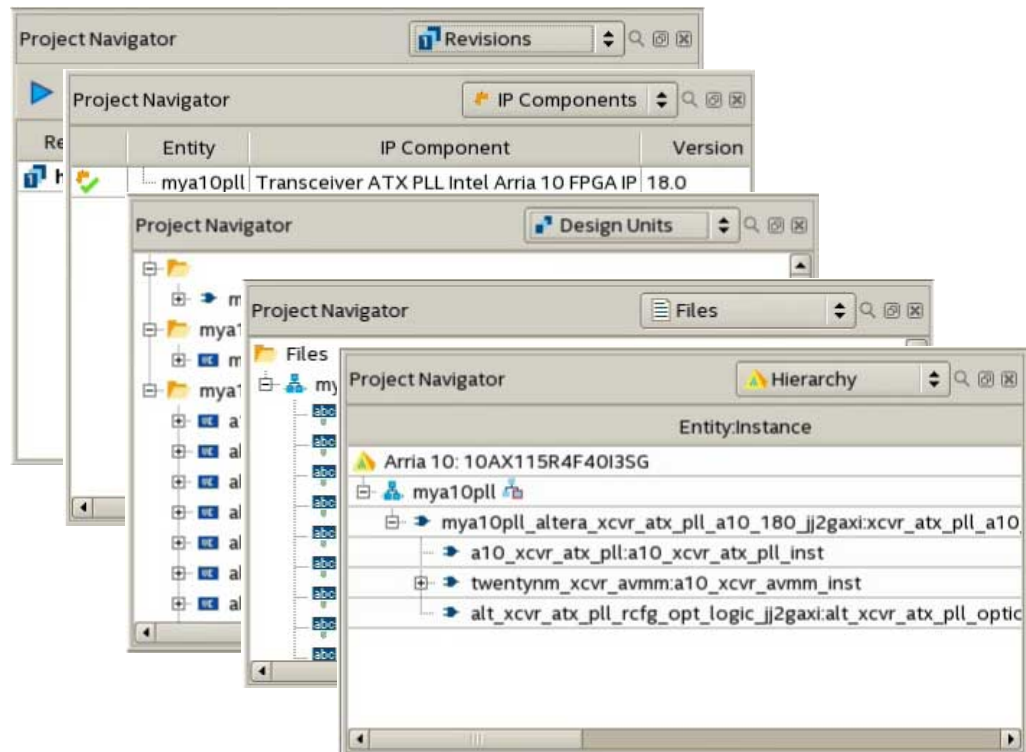 Project Navigator Revisions
Project Navigator IP Components
Entity IP Component Version
mya10pll Transceiver ATX PLL Intel Arria 10 FPGA IP 18.0
Project Navigator Design Units
Project Navigator Files
Files
Project Navigator Hierarchy
Entity:Instance
Arria 10: 10AX115R4F40I3SG
mya10pll
mya10pll_altera_xcvr_atx_pll_a10_180_jj2gaxi:xcvr_atx_pll_a10_
a10_xcvr_atx_pll:a10_xcvr_atx_pll_inst
twentynm_xcvr_avmm:a10_xcvr_avmm_inst
alt_xcvr_atx_pll_rcfg_opt_logic_jj2gaxi:alt_xcvr_atx_pll_optic